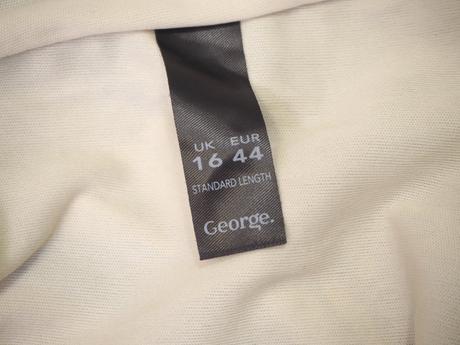 UK EUR
16 44
STANDARD LENGTH
George.